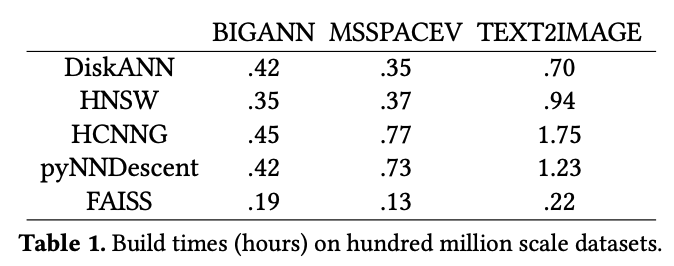 BIGANN MSSPACEV TEXT2IMAGE
DiskANN .42 .35 .70
HNSW .35 .37 .94
HCNNG .45 .77 1.75
pyNNDescent .42 .73 1.23
FAISS .19 .13 .22
Table 1. Build times (hours) on hundred million scale datasets.